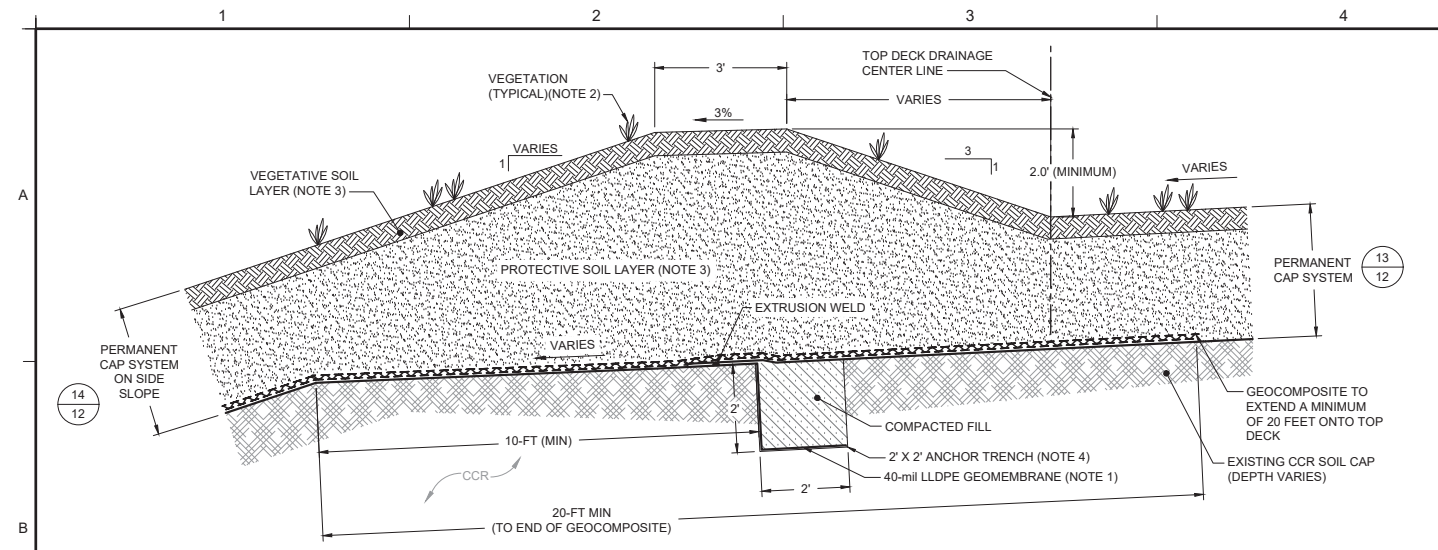 1
2
3
4
A
B
VEGETATION
(TYPICAL)(NOTE 2)
3'
3%
TOP DECK DRAINAGE
CENTER LINE
VARIES
VARIES
1
3
1
2.0' (MINIMUM)
VARIES
VEGETATIVE SOIL
LAYER (NOTE 3)
PROTECTIVE SOIL LAYER (NOTE 3)
PERMANENT
CAP SYSTEM
13
12
EXTRUSION WELD
VARIES
PERMANENT
CAP SYSTEM
ON SIDE
SLOPE
14
12
2'
10-FT (MIN)
CCR
COMPACTED FILL
2' X 2' ANCHOR TRENCH (NOTE 4)
40-mil LLDPE GEOMEMBRANE (NOTE 1)
2'
GEOCOMPOSITE TO
EXTEND A MINIMUM
OF 20 FEET ONTO TOP
DECK
EXISTING CCR SOIL CAP
(DEPTH VARIES)
20-FT MIN
(TO END OF GEOCOMPOSITE)